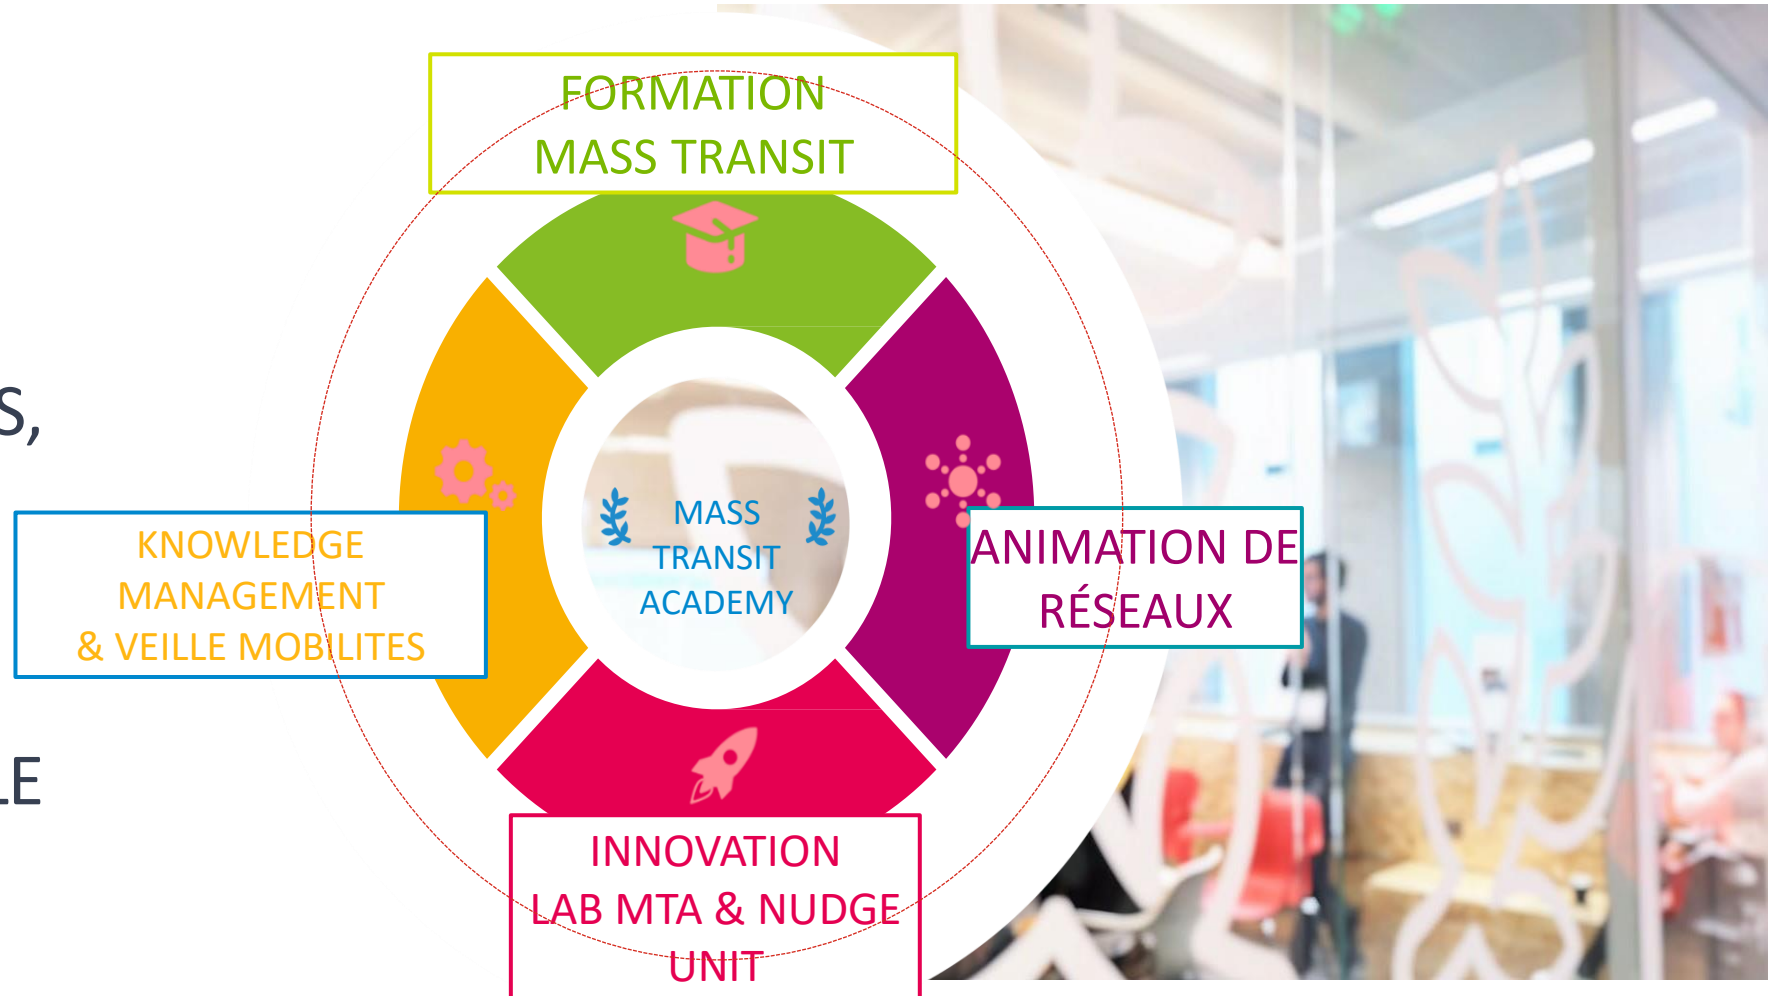 FORMATION
MASS TRANSIT
S,
KNOWLEDGE
MANAGEMENT
& VEILLE MOBILITES
MASS
TRANSIT
ACADEMY
ANIMATION DE
RÉSEAUX
LE
INNOVATION
LAB MTA & NUDGE
UNIT